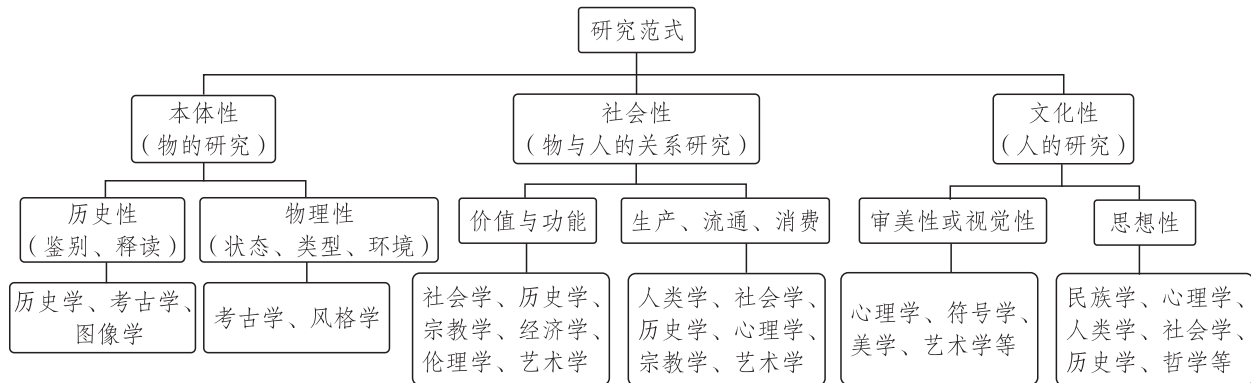 研究范式
本体性
（物的研究）
社会性
（物与人的关系研究）
文化性
（人的研究）
历史性
（鉴别、释读）
物理性
（状态、类型、环境）
价值与功能
生产、流通、消费
审美性或视觉性
思想性
历史学、考古学、
图像学
考古学、风格学
社会学、历史学、
宗教学、经济学、
伦理学、艺术学
人类学、社会学、
历史学、心理学、
宗教学、艺术学
心理学、符号学、
美学、艺术学等
民族学、心理学、
人类学、社会学、
历史学、哲学等